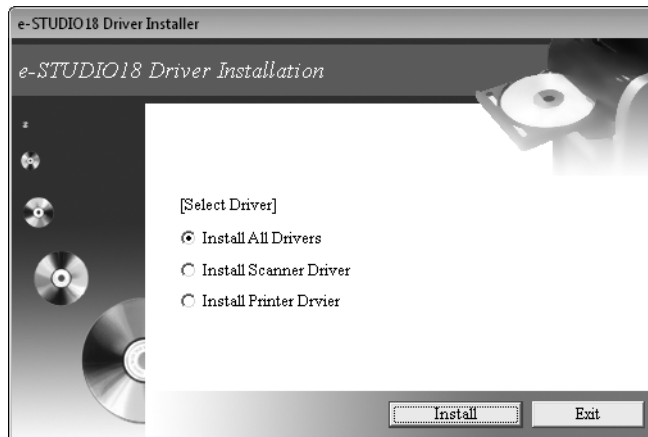 e-STUDIO18 Driver Installer
e-STUDIO18 Driver Installation
[Select Driver]
Install All Drivers
Install Scanner Driver
Install Printer Drvier
Install
Exit